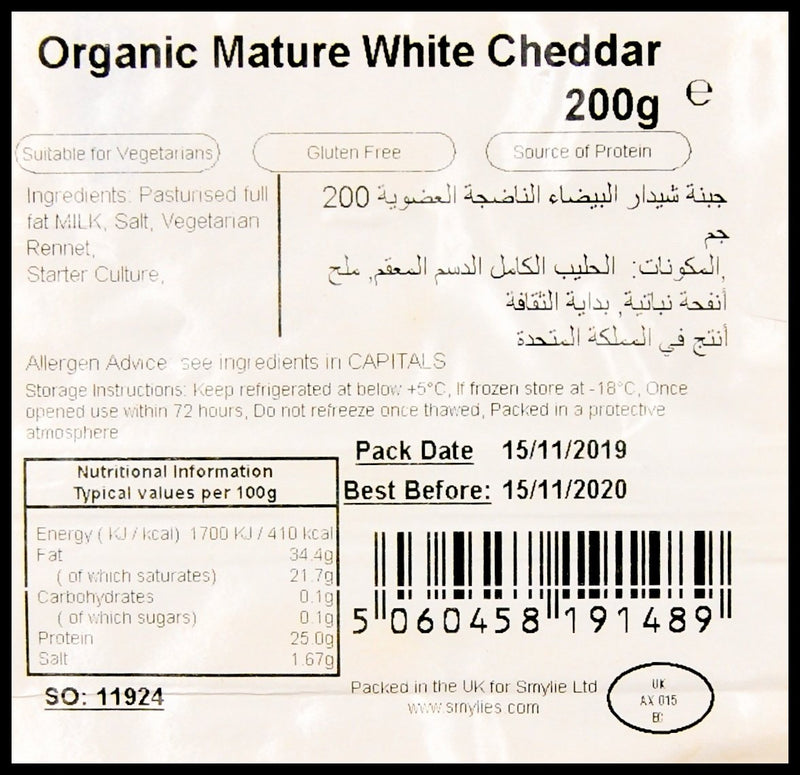 Organic Mature White Cheddar
200g ℮
Suitable for Vegetarians
Gluten Free
Source of Protein
Ingredients: Pasturised full
fat MILK, Salt, Vegetarian
Rennet,
Starter Culture,
جبنة شيدار البيضاء الناضجة العضوية 200
جم
المكونات: الحليب الكامل الدسم المعقم, ملح,
أنفحة نباتية, بداية الثقافة
أنتج في المملكة المتحدة
Allergen Advice: see ingredients in CAPITALS
Storage Instructions: Keep refrigerated at below +5°C, If frozen store at -18°C, Once
opened use within 72 hours, Do not refreeze once thawed, Packed in a protective
atmosphere
Pack Date 15/11/2019
Best Before: 15/11/2020
Nutritional Information
Typical values per 100g
Energy ( KJ / kcal) 1700 KJ / 410 kcal
Fat 34.4g
( of which saturates) 21.7g
Carbohydrates 0.1g
( of which sugars) 0.1g
Protein 25.0g
Salt 1.67g
5 060458 191489
SO: 11924
Packed in the UK for Smylie Ltd
www.smylies.com
UK
AX 015
EC